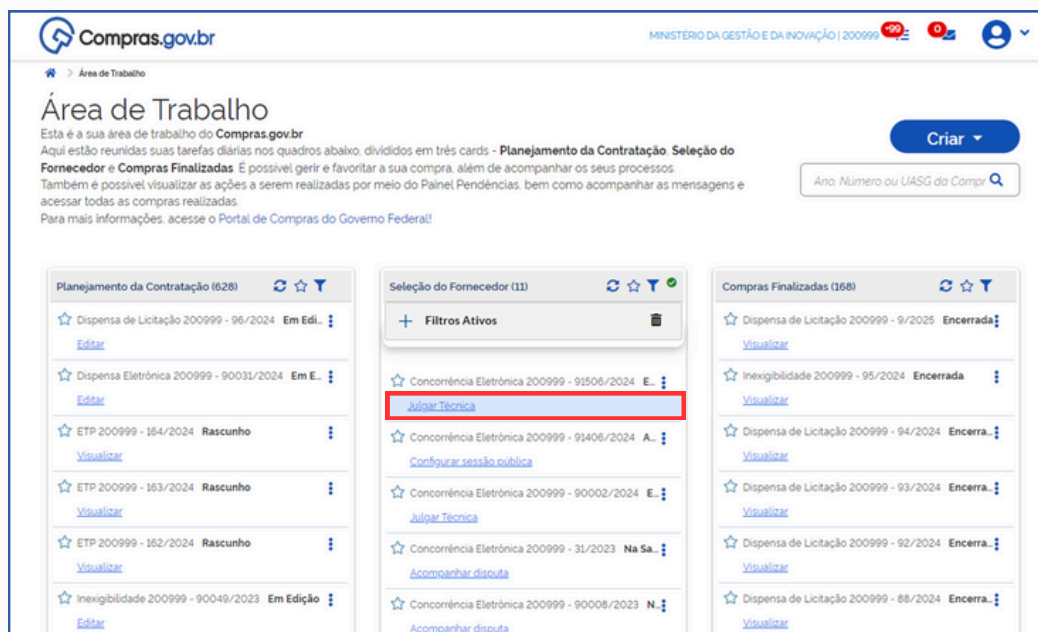 Compras.gov.br
MINISTÉRIO DA GESTÃO E DA INOVAÇÃO | 200999
+99
0
Área de Trabalho
Área de Trabalho
Esta é a sua área de trabalho do Compras.gov.br
Aqui estão reunidas suas tarefas diárias nos quadros abaixo, divididos em três cards - Planejamento da Contratação, Seleção do
Fornecedor e Compras Finalizadas. É possível gerir e favoritar a sua compra, além de acompanhar os seus processos.
Também é possível visualizar as ações a serem realizadas por meio do Painel Pendências, bem como acompanhar as mensagens e
acessar todas as compras realizadas.
Para mais informações, acesse o Portal de Compras do Governo Federal!
Criar
Ano, Número ou UASG da Compr
Planejamento da Contratação (628)
Dispensa de Licitação 200999 - 96/2024 Em Edi...
Editar
Dispensa Eletrônica 200999 - 90031/2024 Em E...
Editar
ETP 200999 - 164/2024 Rascunho
Visualizar
ETP 200999 - 163/2024 Rascunho
Visualizar
ETP 200999 - 162/2024 Rascunho
Visualizar
Inexigibilidade 200999 - 90049/2023 Em Edição
Editar
Seleção do Fornecedor (11)
Filtros Ativos
Concorrência Eletrônica 200999 - 91506/2024 E...
Julgar Técnica
Concorrência Eletrônica 200999 - 91406/2024 A...
Configurar sessão pública
Concorrência Eletrônica 200999 - 90002/2024 E...
Julgar Técnica
Concorrência Eletrônica 200999 - 31/2023 Na Sa...
Acompanhar disputa
Concorrência Eletrônica 200999 - 90008/2023 N...
Acompanhar disputa
Compras Finalizadas (168)
Dispensa de Licitação 200999 - 9/2025 Encerrada
Visualizar
Inexigibilidade 200999 - 95/2024 Encerrada
Visualizar
Dispensa de Licitação 200999 - 94/2024 Encerra...
Visualizar
Dispensa de Licitação 200999 - 93/2024 Encerra...
Visualizar
Dispensa de Licitação 200999 - 92/2024 Encerra...
Visualizar
Dispensa de Licitação 200999 - 88/2024 Encerra...
Visualizar